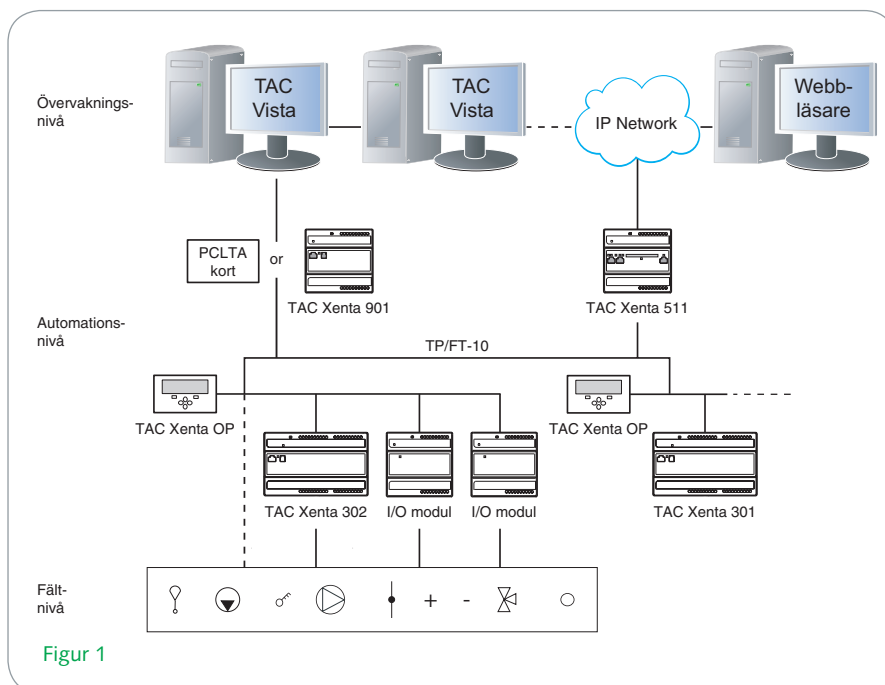 Övervaknings-
nivå
TAC
Vista
TAC
Vista
IP Network
Webb-
läsare
PCLTA
kort
or
TAC Xenta 901
TAC Xenta 511
Automations-
nivå
TP/FT-10
TAC Xenta OP
TAC Xenta OP
TAC Xenta 302
I/O modul
I/O modul
TAC Xenta 301
Fält-
nivå
+ -
Figur 1